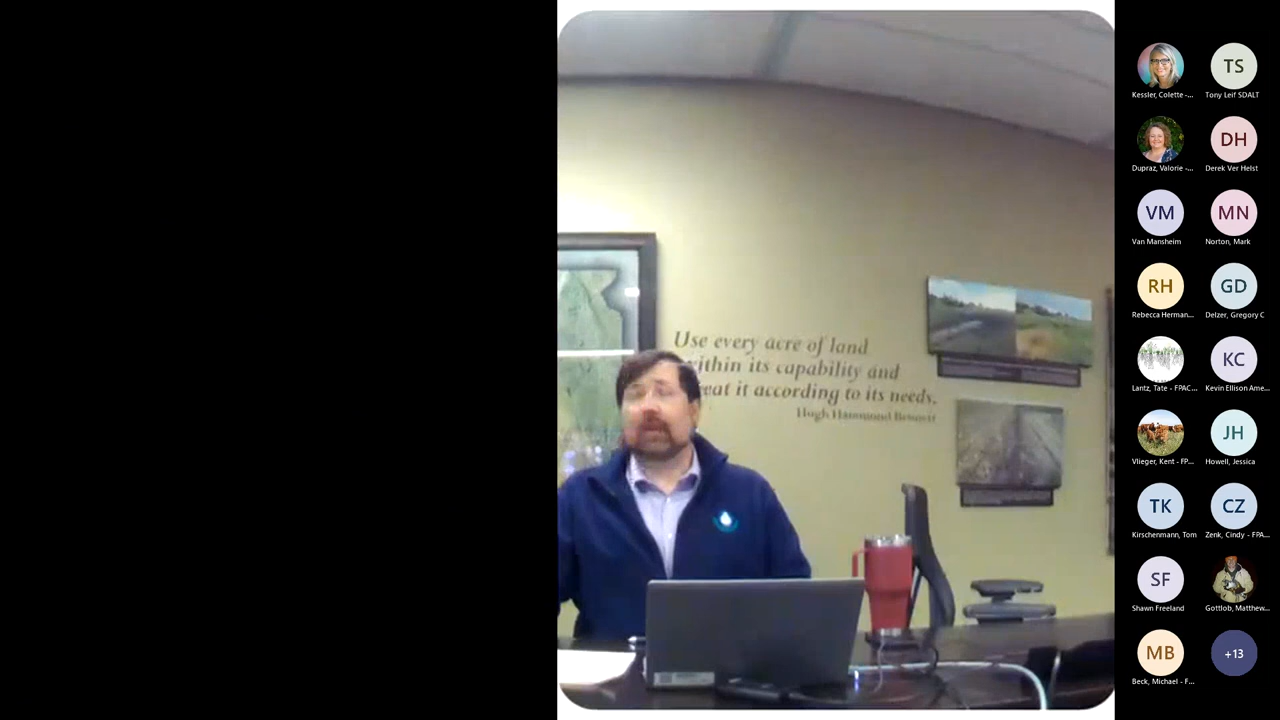 Use every acre of land
within its capability and
treat it according to its needs.
Hugh Hammond Bennett
Kessler, Colette -...
TS
Tony Leif SDALT
Dupraz, Valorie -...
DH
Derek Ver Helst
VM
Van Mansheim
MN
Norton, Mark
RH
Rebecca Herman...
GD
Delzer, Gregory C
Lantz, Tate - FPAC...
KC
Kevin Ellison Ame...
Vlieger, Kent - FP...
JH
Howell, Jessica
TK
Kirschenmann, Tom
CZ
Zenk, Cindy - FPA...
SF
Shawn Freeland
Gottlob, Matthew...
MB
Beck, Michael - F...
+13